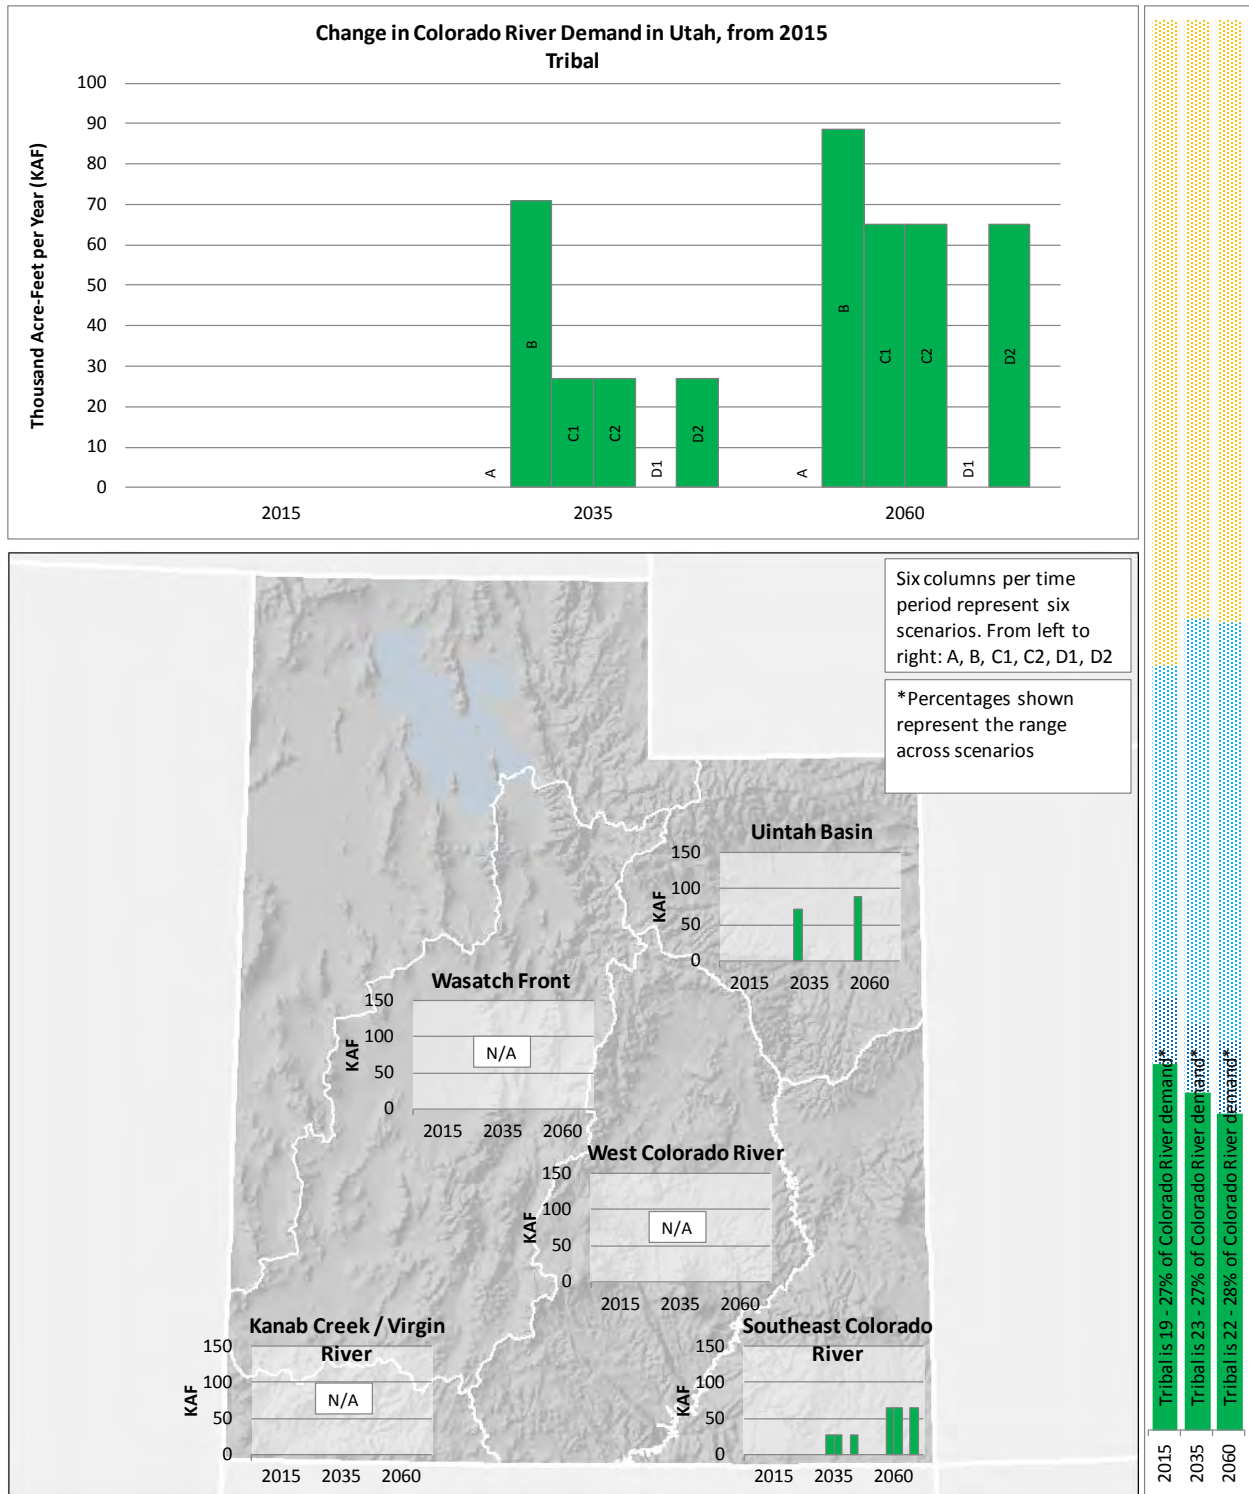 Change in Colorado River Demand in Utah, from 2015
Tribal
Thousand Acre-Feet per Year (KAF)
100
90
80
70
60
50
40
30
20
10
0
A
B
C1
C2
D1
D2
A
B
C1
C2
D1
D2
2015
2035
2060
Six columns per time
period represent six
scenarios. From left to
right: A, B, C1, C2, D1, D2
*Percentages shown
represent the range
across scenarios
Uintah Basin
KAF
150
100
50
0
2015
2035
2060
Wasatch Front
KAF
150
100
50
0
N/A
2015
2035
2060
West Colorado River
KAF
150
100
50
0
N/A
2015
2035
2060
Kanab Creek / Virgin
River
KAF
150
100
50
0
N/A
2015
2035
2060
Southeast Colorado
River
KAF
150
100
50
0
2015
2035
2060
Tribal is 19 - 27% of Colorado River demand*
Tribal is 23 - 27% of Colorado River demand*
Tribal is 22 - 28% of Colorado River demand*
2015
2035
2060